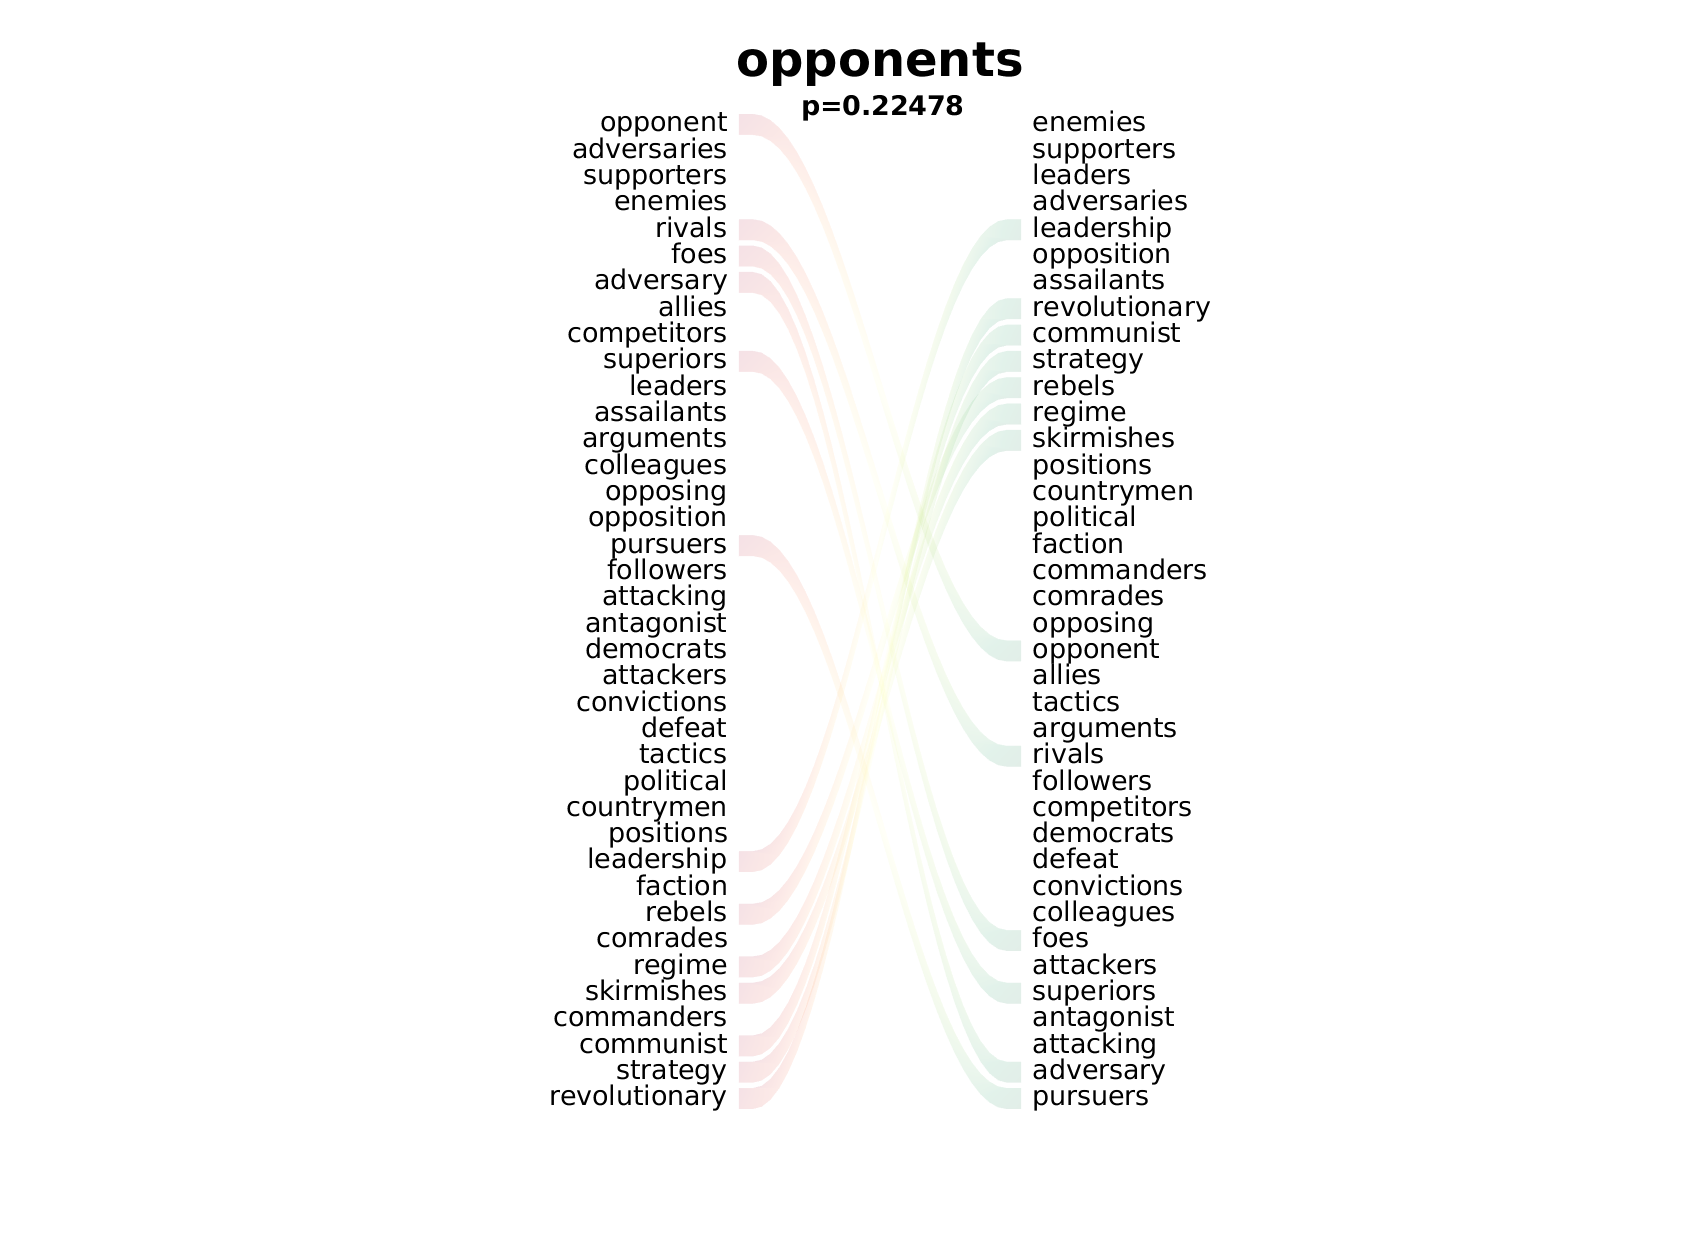 opponents
p=0.22478
opponent
adversaries
supporters
enemies
rivals
foes
adversary
allies
competitors
superiors
leaders
assailants
arguments
colleagues
opposing
opposition
pursuers
followers
attacking
antagonist
democrats
attackers
convictions
defeat
tactics
political
countrymen
positions
leadership
faction
rebels
comrades
regime
skirmishes
commanders
communist
strategy
revolutionary
enemies
supporters
leaders
adversaries
leadership
opposition
assailants
revolutionary
communist
strategy
rebels
regime
skirmishes
positions
countrymen
political
faction
commanders
comrades
opposing
opponent
allies
tactics
arguments
rivals
followers
competitors
democrats
defeat
convictions
colleagues
foes
attackers
superiors
antagonist
attacking
adversary
pursuers